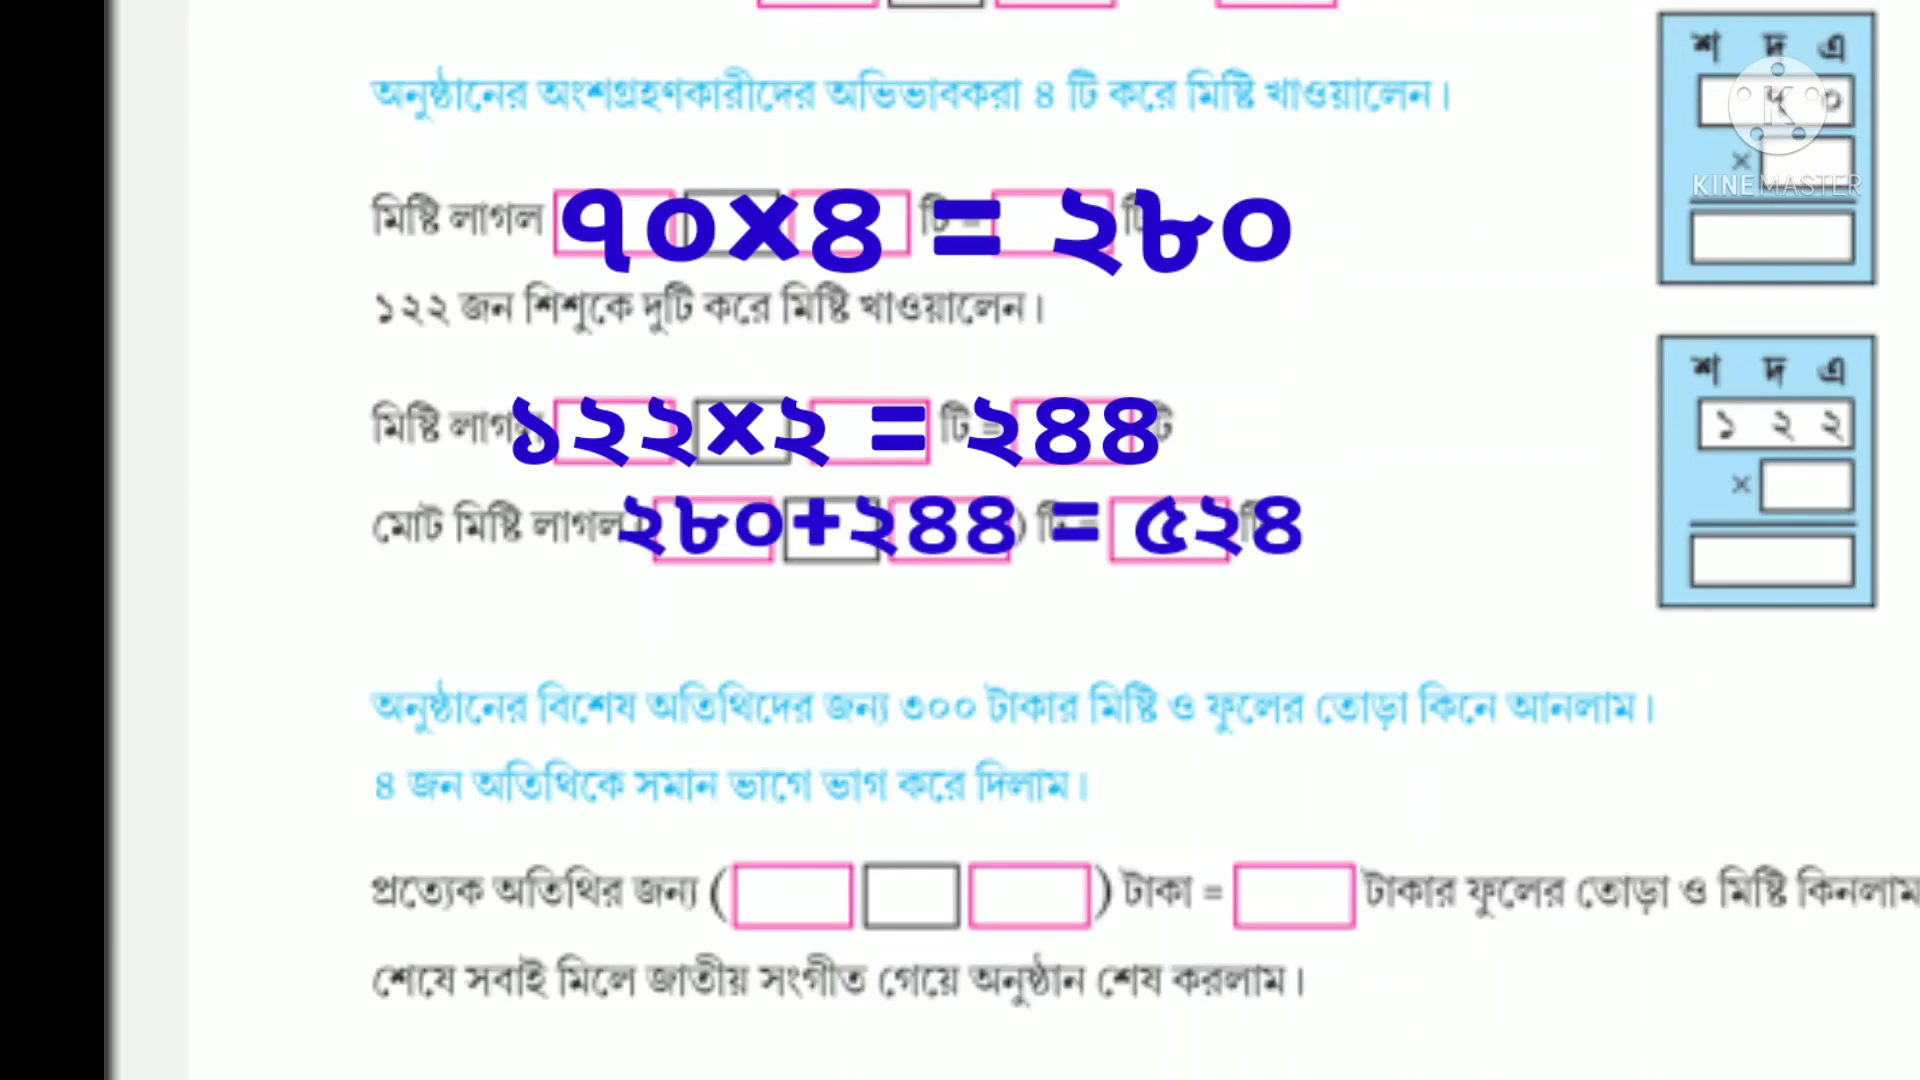 অনুষ্ঠানের অংশগ্রহণকারীদের অভিভাবকরা ৪ টি করে মিষ্টি খাওয়ালেন।
শ দ এ
৭ ০
×
KINEMASTER
মিষ্টি লাগল ৭০×৪ = ২৮০ টি
১২২ জন শিশুকে দুটি করে মিষ্টি খাওয়ালেন।
শ দ এ
১ ২ ২
×
মিষ্টি লাগল ১২২×২ টি = ২৪৪ টি
মোট মিষ্টি লাগল ২৮০+২৪৪ ) টি = ৫২৪ টি
অনুষ্ঠানের বিশেষ অতিথিদের জন্য ৩০০ টাকার মিষ্টি ও ফুলের তোড়া কিনে আনলাম।
৪ জন অতিথিকে সমান ভাগে ভাগ করে দিলাম।
প্রত্যেক অতিথির জন্য ( ) টাকা = টাকার ফুলের তোড়া ও মিষ্টি কিনলাম
শেষে সবাই মিলে জাতীয় সংগীত গেয়ে অনুষ্ঠান শেষ করলাম।